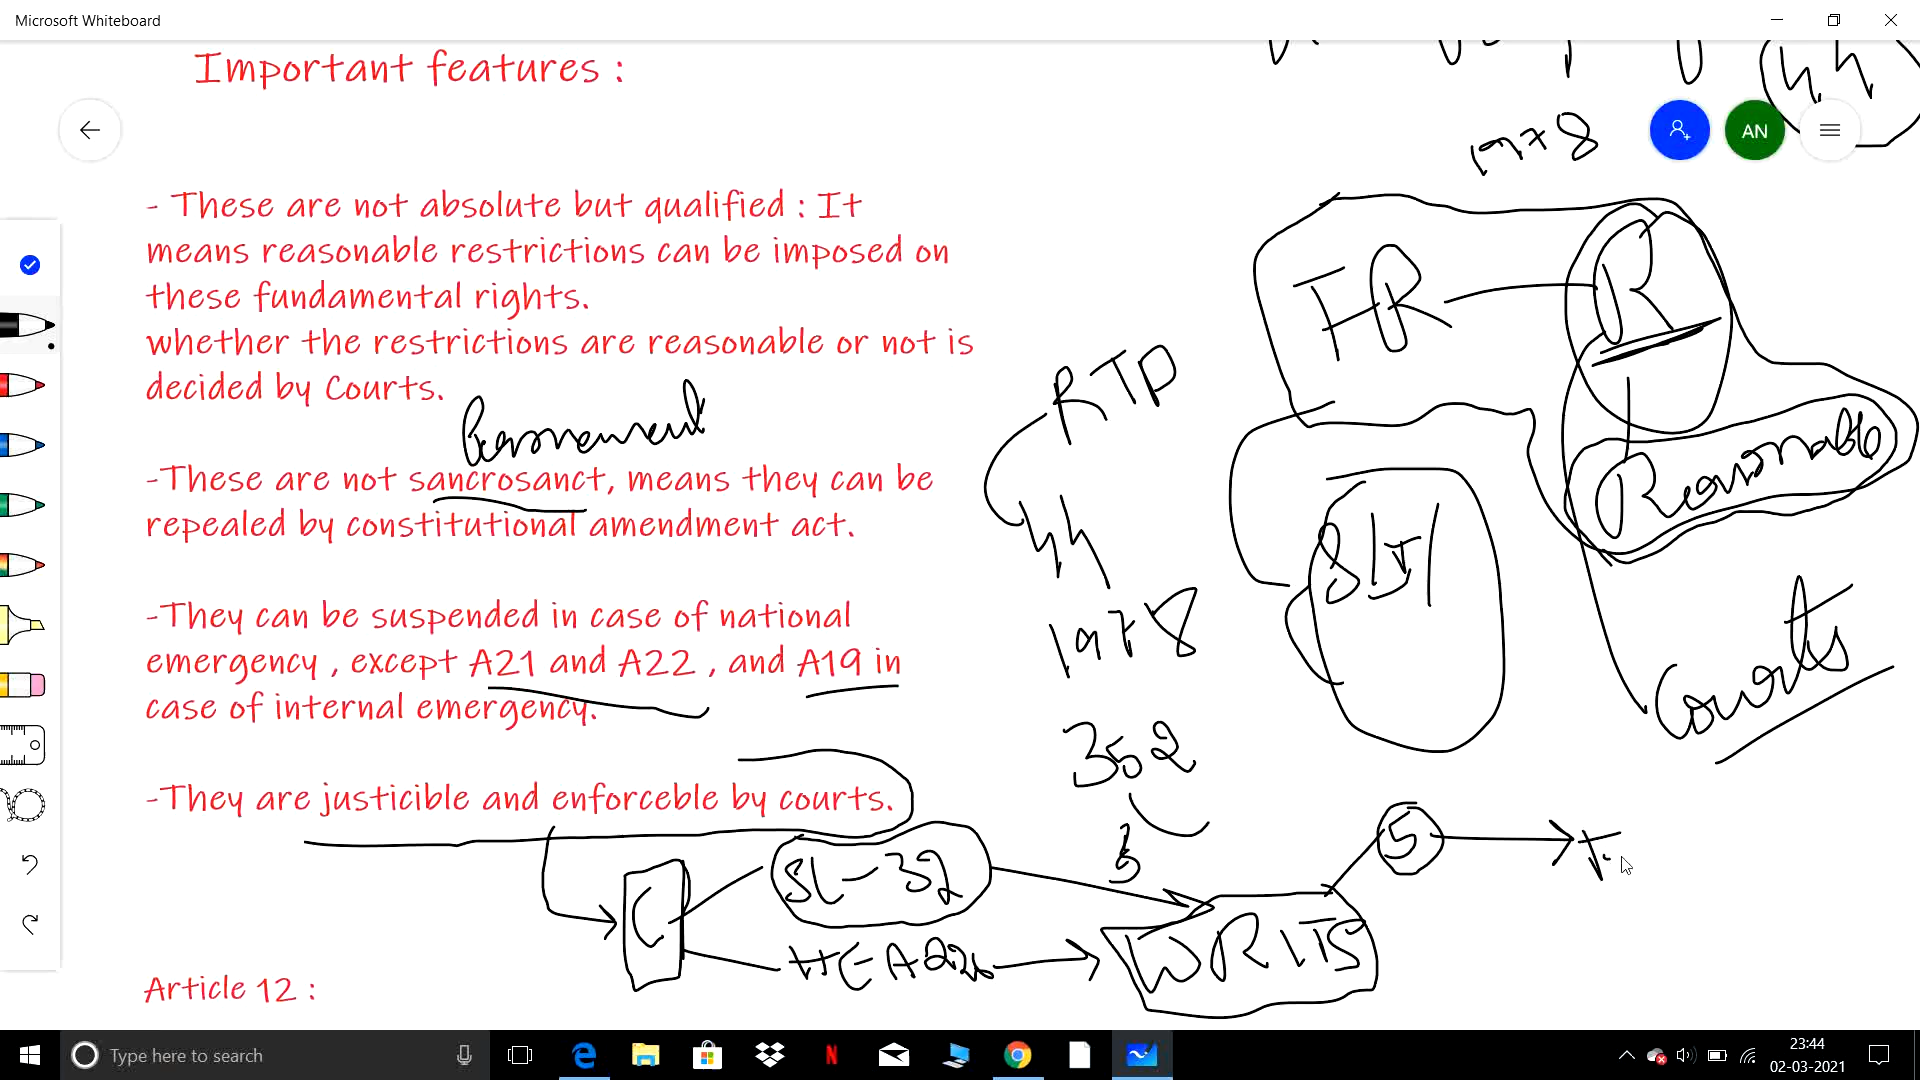 Microsoft Whiteboard
Important features :
1978
AN
- These are not absolute but qualified : It
means reasonable restrictions can be imposed on
these fundamental rights.
whether the restrictions are reasonable or not is
decided by Courts.
FR
R
RTP
Reasonable
-These are not sancrosanct, means they can be
repealed by constitutional amendment act.
44
1978
-They can be suspended in case of national
emergency , except A21 and A22 , and A19 in
case of internal emergency.
Courts
352
-They are justicible and enforceble by courts.
5
C
32
WRITS
Article 12 :
Type here to search
23:44
02-03-2021